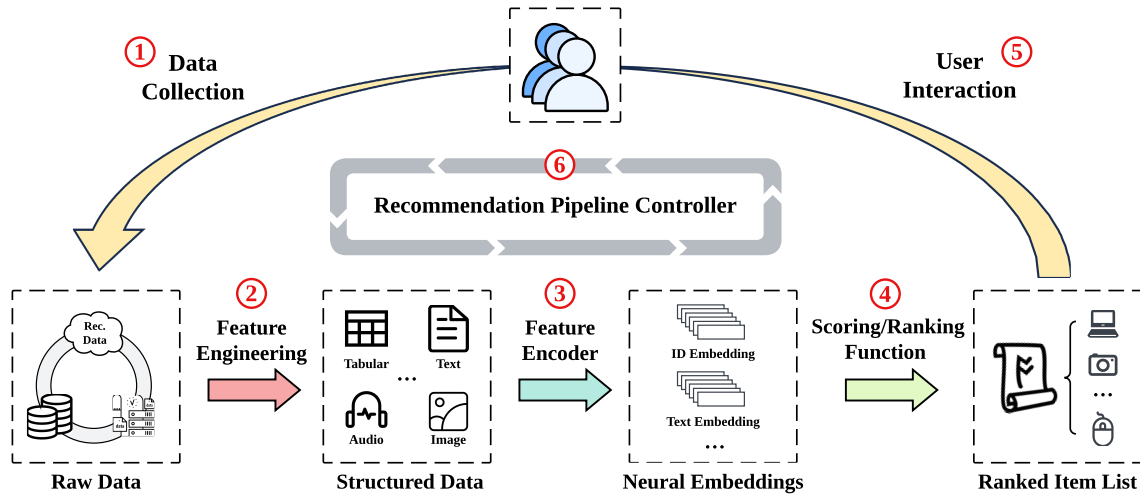 1
Data
Collection
User
Interaction
5
6
Recommendation Pipeline Controller
Rec.
Data
data
data
Raw Data
2
Feature
Engineering
Tabular
Text
...
Audio
Image
Structured Data
3
Feature
Encoder
ID Embedding
Text Embedding
...
Neural Embeddings
4
Scoring/Ranking
Function
...
Ranked Item List